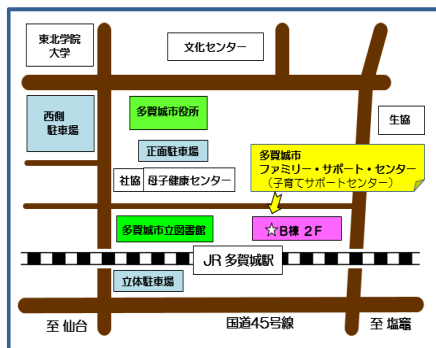 東北学院
大学
文化センター
西側
駐車場
多賀城市役所
生協
正面駐車場
多賀城市
ファミリー・サポート・センター
（子育てサポートセンター）
社協
母子健康センター
多賀城市立図書館
☆B棟 2F
JR 多賀城駅
立体駐車場
至 仙台
国道45号線
至 塩竈